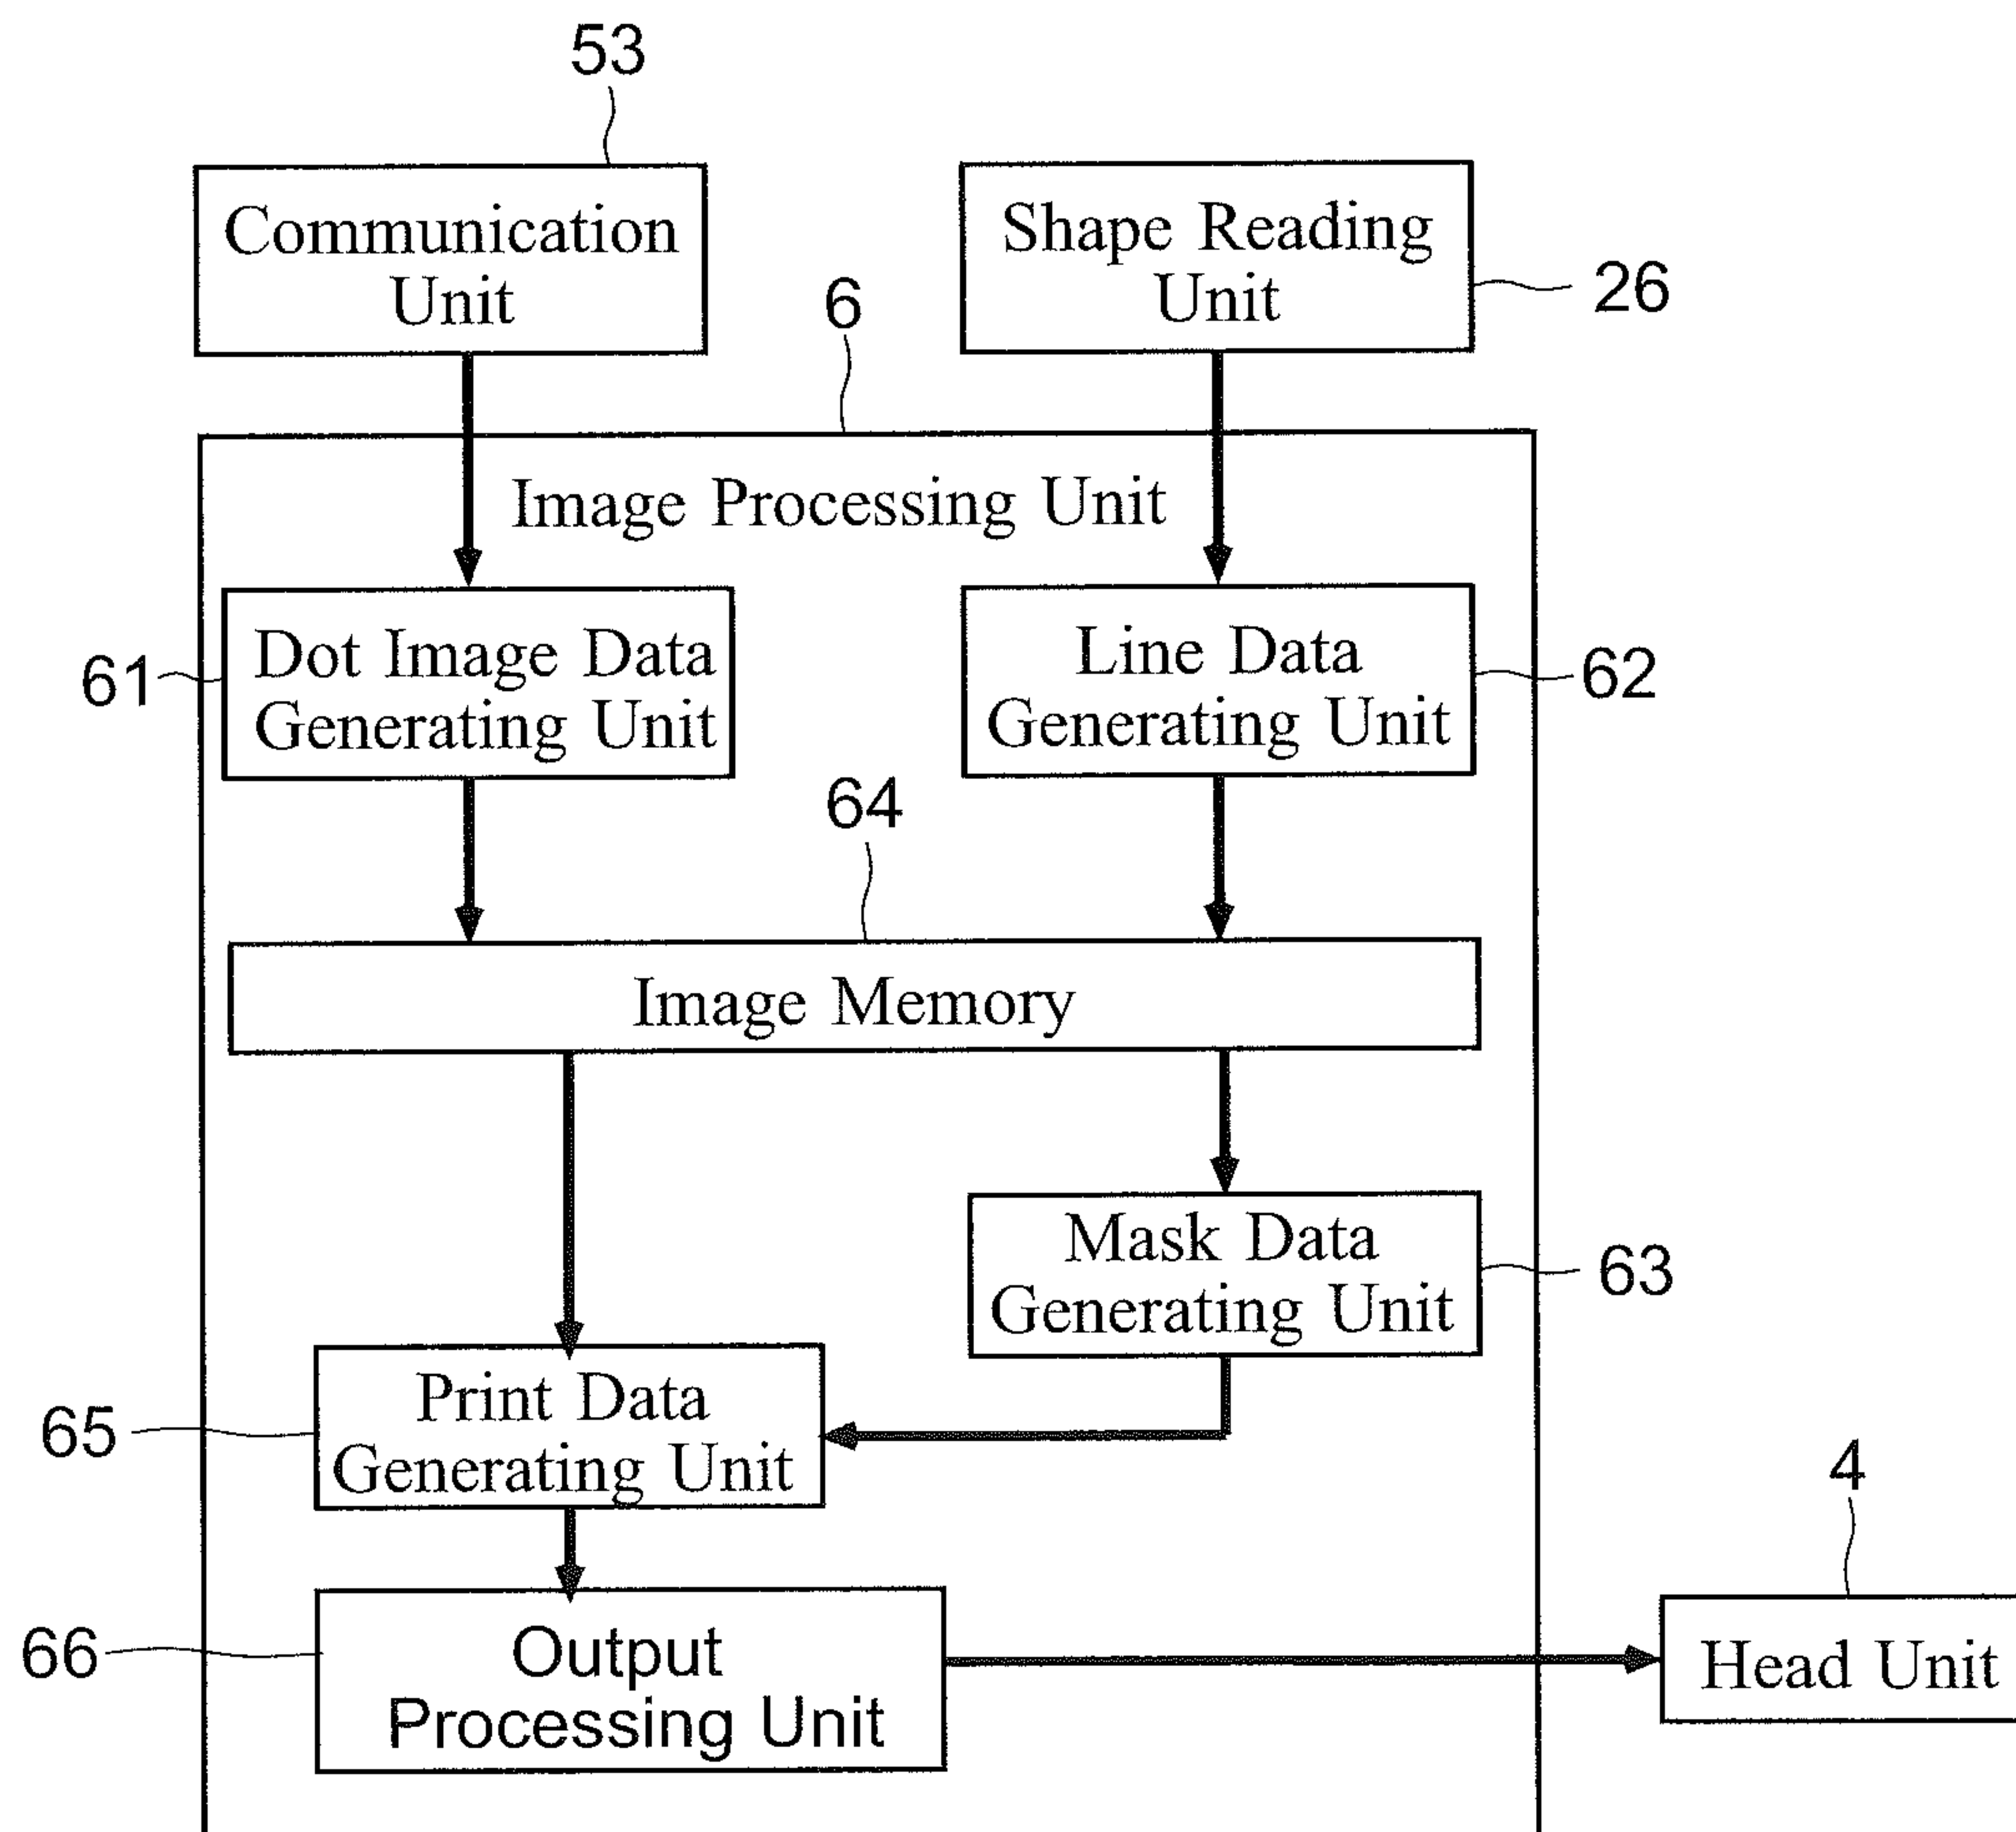 53
Communication
Unit
Shape Reading
Unit
26
6
Image Processing Unit
61
Dot Image Data
Generating Unit
Line Data
Generating Unit
62
64
Image Memory
Mask Data
Generating Unit
63
65
Print Data
Generating Unit
4
66
Output
Processing Unit
Head Unit